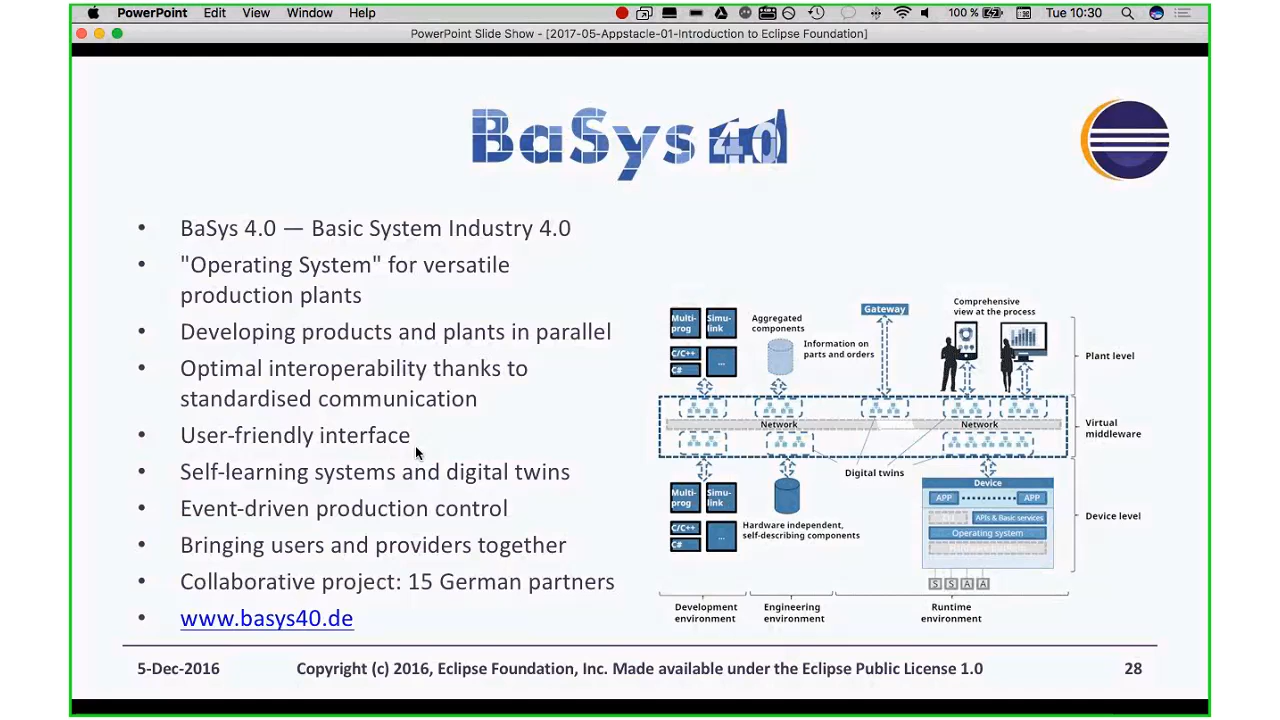 PowerPoint Edit View Window Help 100 % Tue 10:30
PowerPoint Slide Show - [2017-05-Appstacle-01-Introduction to Eclipse Foundation]
BaSys 4.0
• BaSys 4.0 — Basic System Industry 4.0
• "Operating System" for versatile
production plants
• Developing products and plants in parallel
• Optimal interoperability thanks to
standardised communication
• User-friendly interface
• Self-learning systems and digital twins
• Event-driven production control
• Bringing users and providers together
• Collaborative project: 15 German partners
• www.basys40.de
Multi-
prog
Simu-
link
C/C++
C#
...
Aggregated
components
Information on
parts and orders
Gateway
Comprehensive
view at the process
Plant level
Network
Network
Virtual
middleware
Digital twins
Multi-
prog
Simu-
link
C/C++
C#
...
Hardware independent,
self-describing components
Device
APP
APP
APIs & Basic services
Operating system
S S A A
Device level
Development
environment
Engineering
environment
Runtime
environment
5-Dec-2016 Copyright (c) 2016, Eclipse Foundation, Inc. Made available under the Eclipse Public License 1.0 28